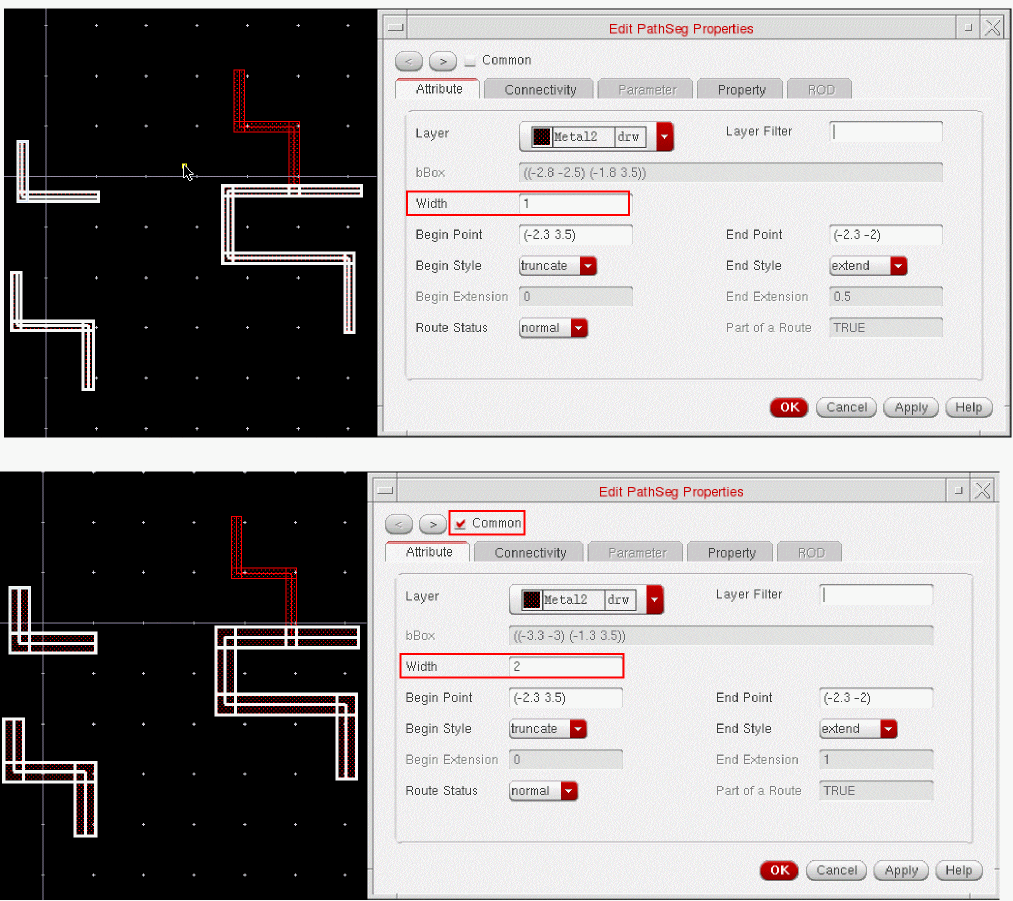 Edit PathSeg Properties
< > Common
Attribute Connectivity Parameter Property ROD
Layer Metal2 drw Layer Filter
bBox ((-2.8 -2.5) (-1.8 3.5))
Width 1
Begin Point (-2.3 3.5) End Point (-2.3 -2)
Begin Style truncate End Style extend
Begin Extension 0 End Extension 0.5
Route Status normal Part of a Route TRUE
OK Cancel Apply Help
Edit PathSeg Properties
< > Common
Attribute Connectivity Parameter Property ROD
Layer Metal2 drw Layer Filter
bBox ((-3.3 -3) (-1.3 3.5))
Width 2
Begin Point (-2.3 3.5) End Point (-2.3 -2)
Begin Style truncate End Style extend
Begin Extension 0 End Extension 1
Route Status normal Part of a Route TRUE
OK Cancel Apply Help